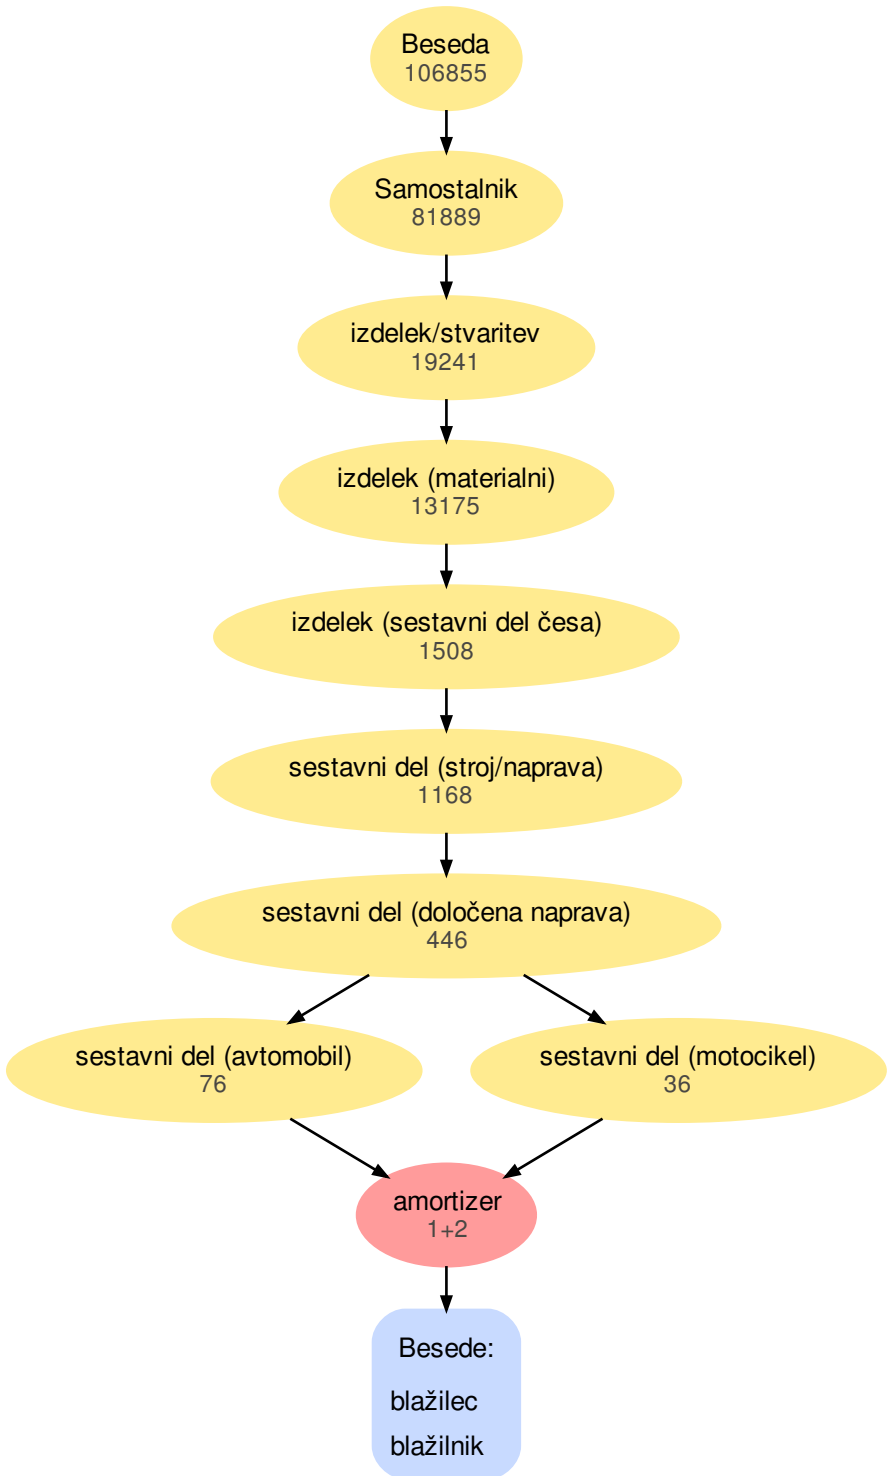 Beseda
106855
Samostalnik
81889
izdelek/stvaritev
19241
izdelek (materialni)
13175
izdelek (sestavni del česa)
1508
sestavni del (stroj/naprava)
1168
sestavni del (določena naprava)
446
sestavni del (avtomobil)
76
sestavni del (motocikel)
36
amortizer
1+2
Besede:
blažilec
blažilnik